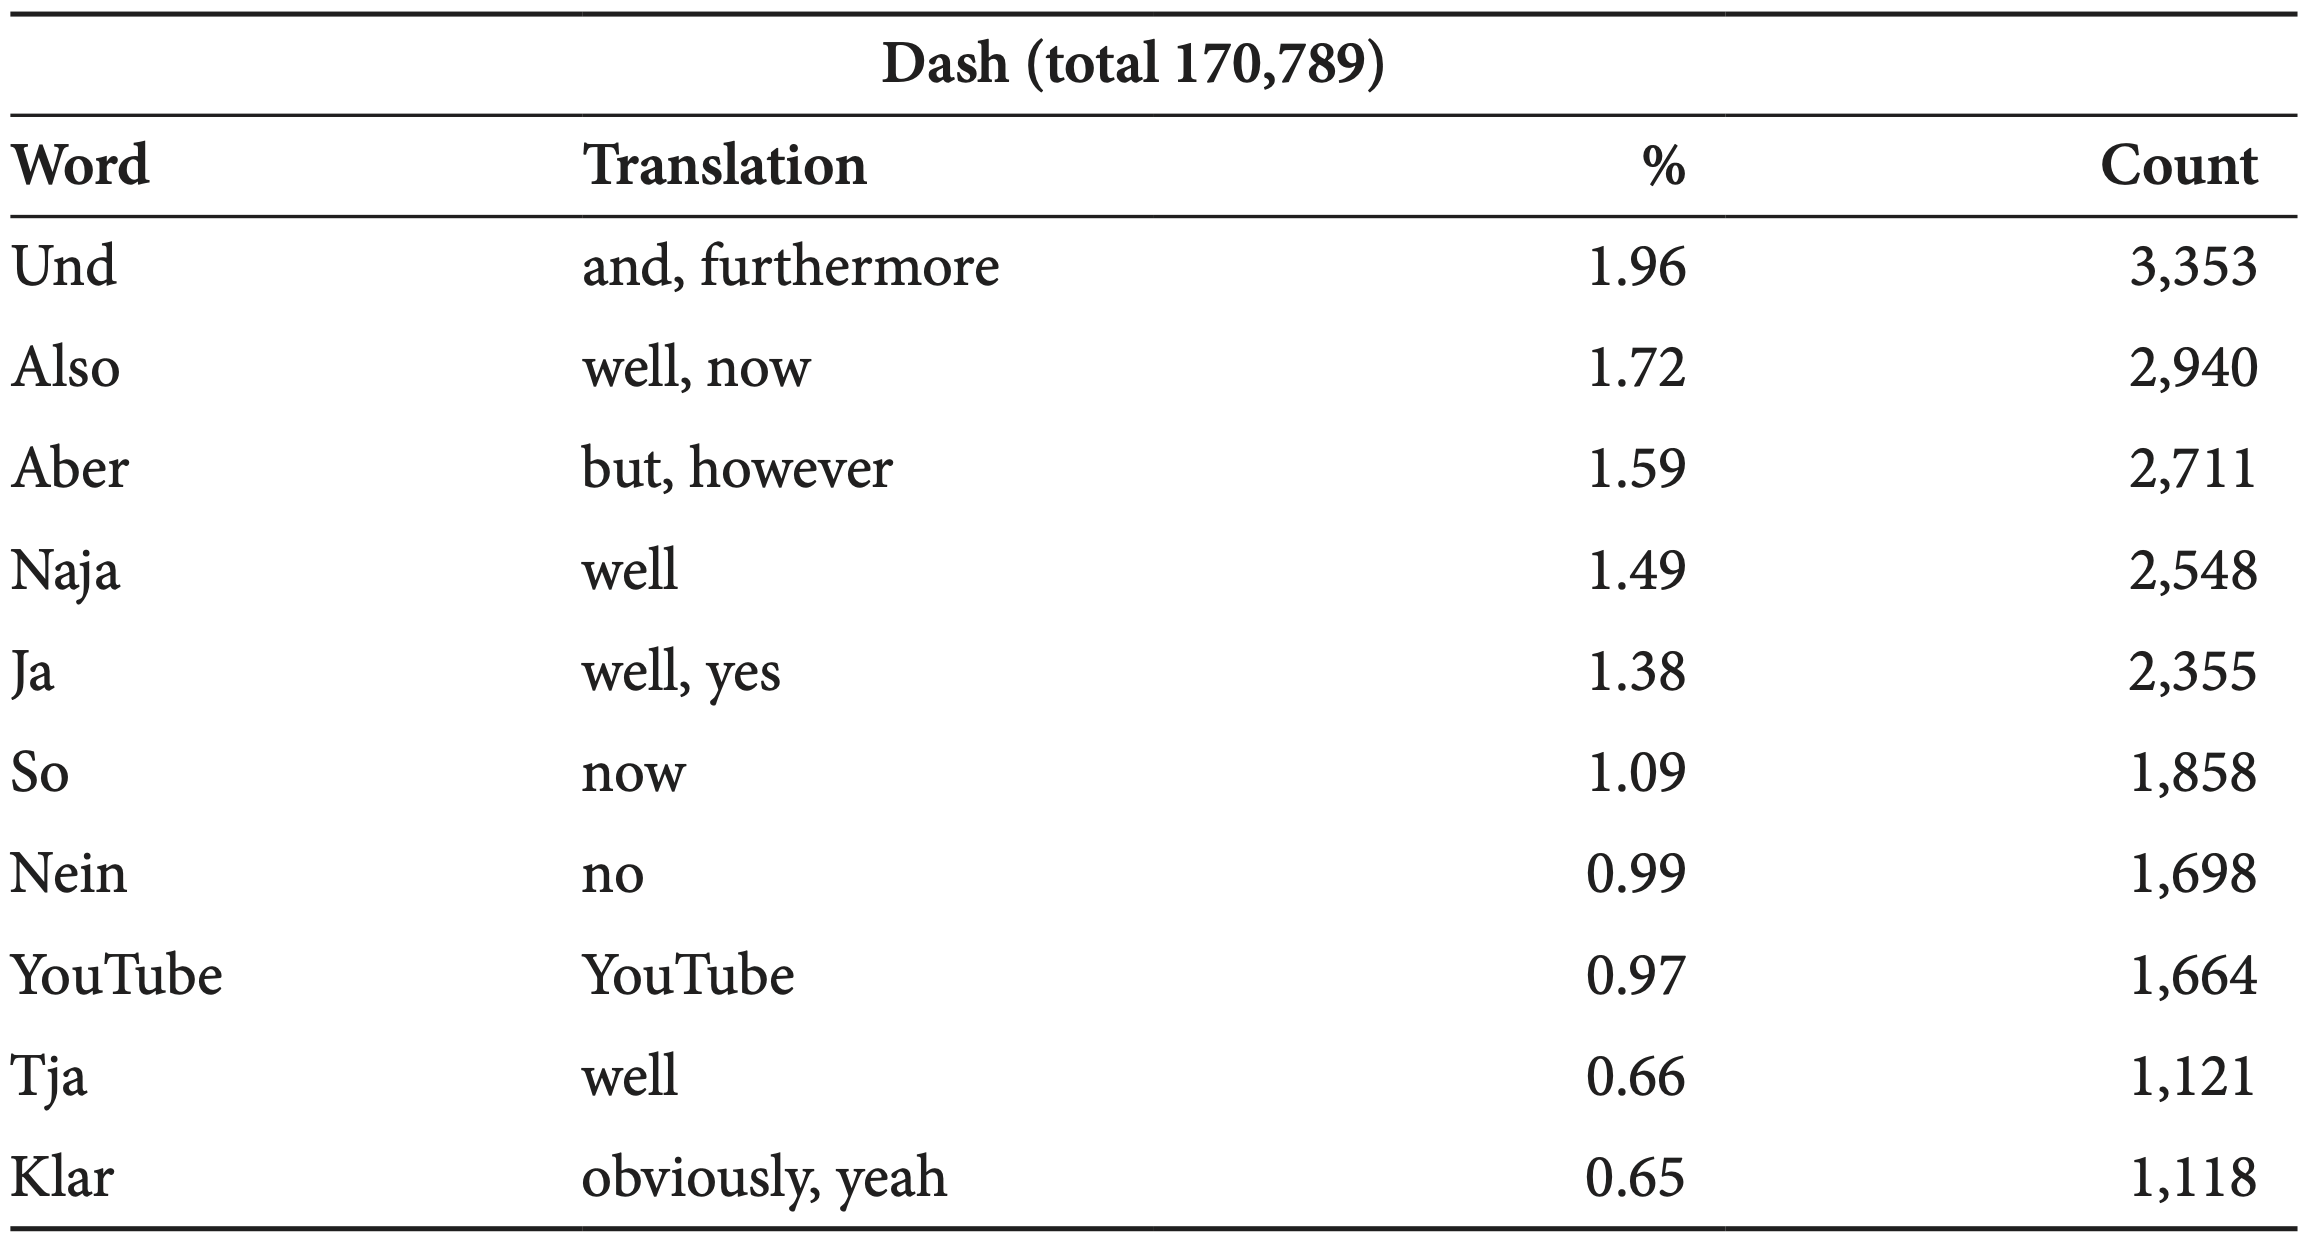 Dash (total 170,789)
Word Translation % Count
Und and, furthermore 1.96 3,353
Also well, now 1.72 2,940
Aber but, however 1.59 2,711
Naja well 1.49 2,548
Ja well, yes 1.38 2,355
So now 1.09 1,858
Nein no 0.99 1,698
YouTube YouTube 0.97 1,664
Tja well 0.66 1,121
Klar obviously, yeah 0.65 1,118